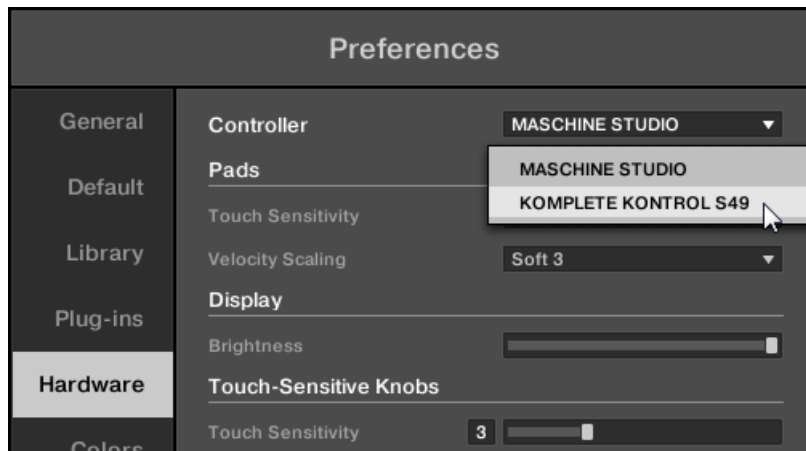 Preferences
General
Default
Library
Plug-ins
Hardware
Colors
Controller MASCHINE STUDIO
MASCHINE STUDIO
KOMPLETE KONTROL S49
Pads
Touch Sensitivity
Velocity Scaling Soft 3
Display
Brightness
Touch-Sensitive Knobs
Touch Sensitivity 3